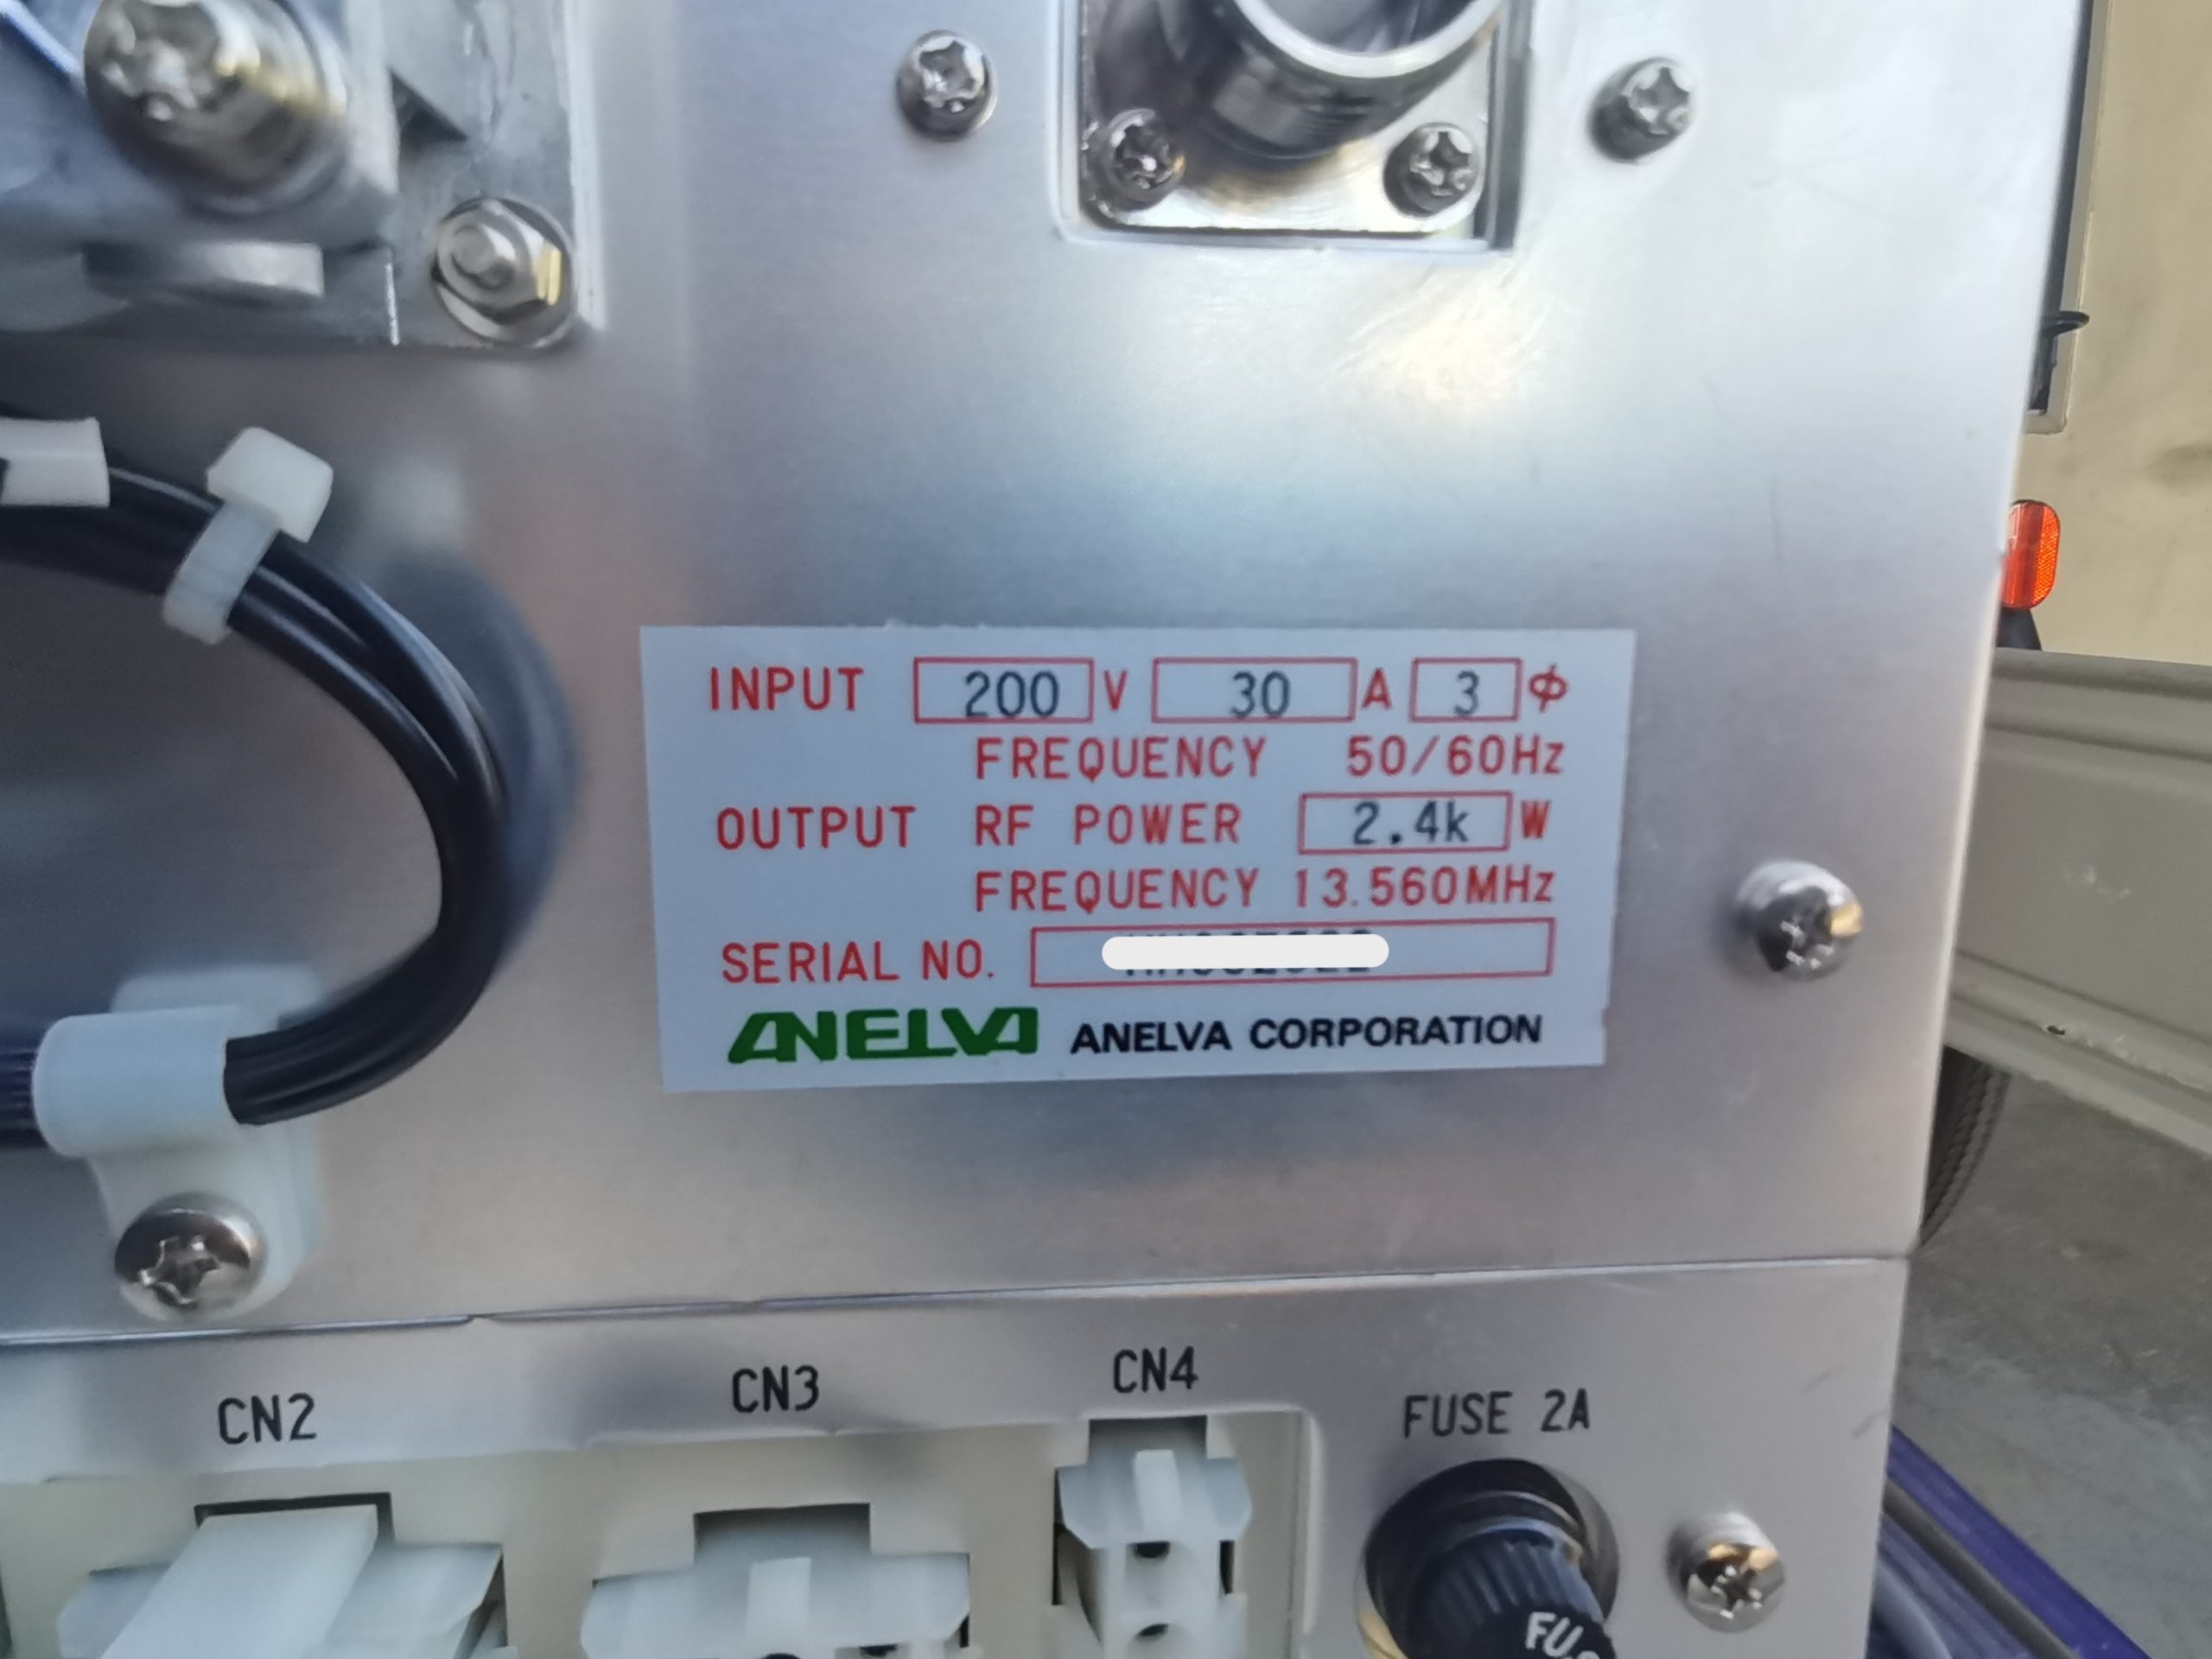 INPUT 200 V 30 A 3 φ
FREQUENCY 50/60Hz
OUTPUT RF POWER 2.4k W
FREQUENCY 13.560MHz
SERIAL NO.
ANELVA ANELVA CORPORATION
CN2
CN3
CN4
FUSE 2A